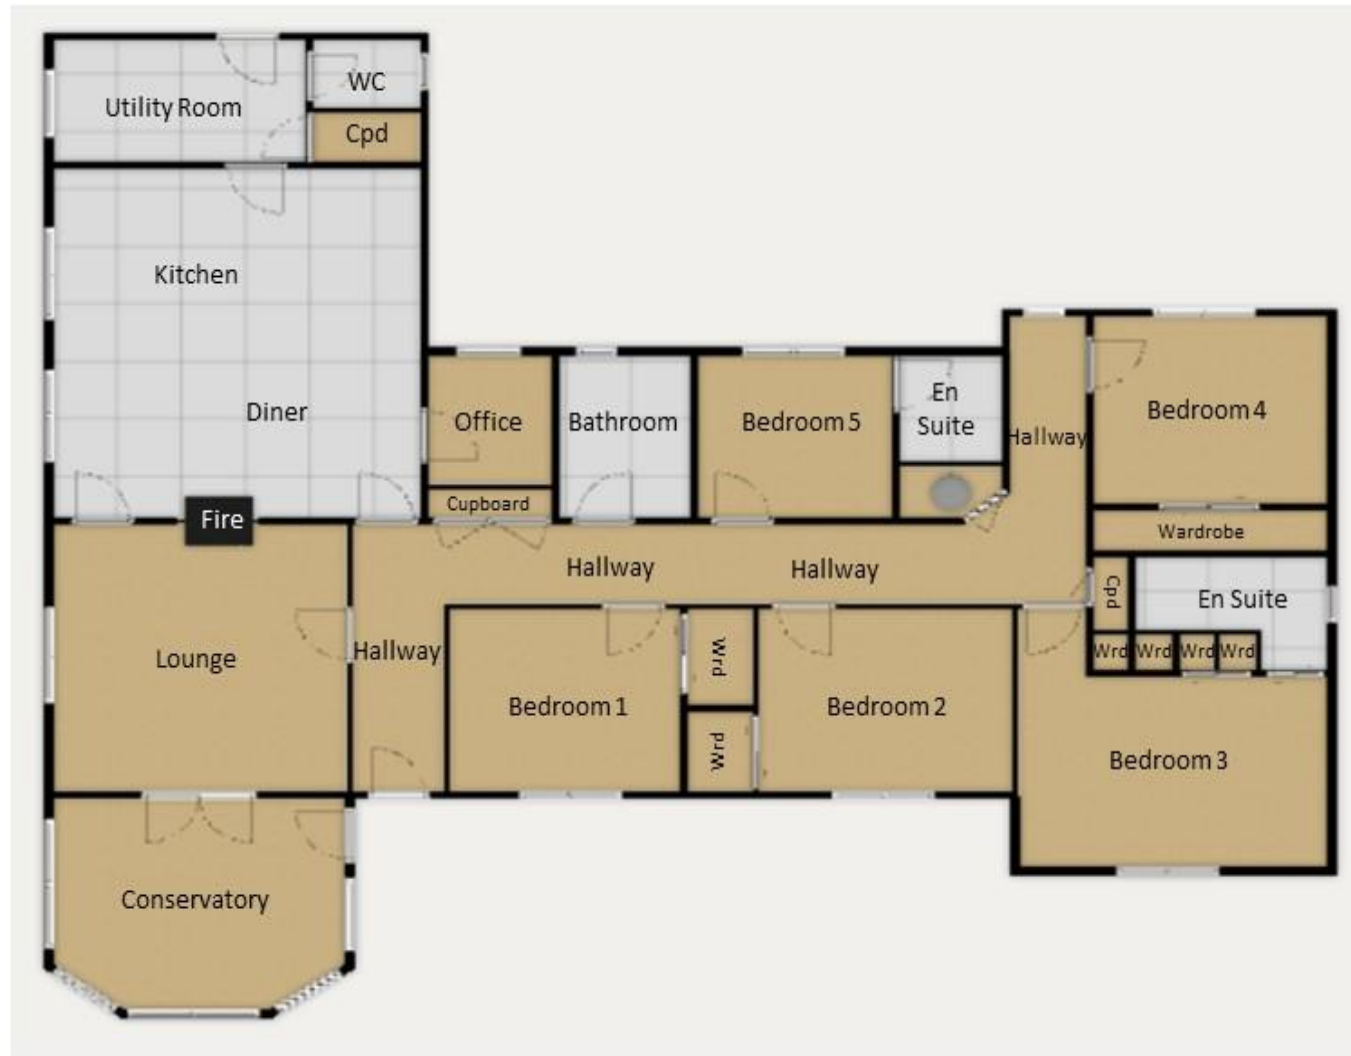 WC
Utility Room
Cpd
Kitchen
Diner
Office
Bathroom
Bedroom 5
En
Suite
Hallway
Bedroom 4
Cupboard
Fire
Wardrobe
Hallway
Hallway
Cpd
En Suite
Lounge
Hallway
Wrd
Wrd
Wrd
Wrd
Wrd
Bedroom 1
Wrd
Bedroom 2
Bedroom 3
Conservatory